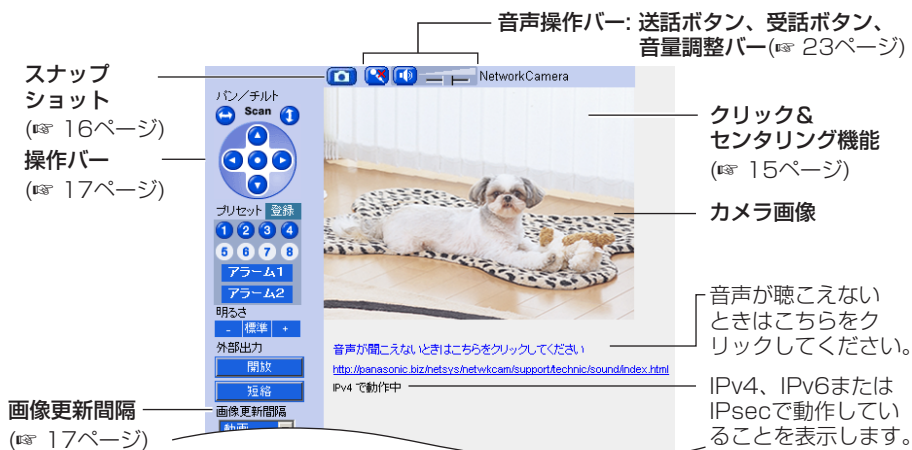 音声操作バー: 送話ボタン、受話ボタン、
音量調整バー(☞ 23ページ)
スナップ
ショット
(☞ 16ページ)
操作バー
(☞ 17ページ)
画像更新間隔
(☞ 17ページ)
NetworkCamera
パン／チルト
Scan
プリセット 登録
1 2 3 4
5 6 7 8
アラーム1
アラーム2
明るさ
- 標準 +
外部出力
開放
短絡
画像更新間隔
動画
音声が聞こえないときはこちらをクリックしてください
http://panasonic.biz/netsys/netwkcam/support/technic/sound/index.html
IPv4 で動作中
クリック&
センタリング機能
(☞ 15ページ)
カメラ画像
音声が聴こえない
ときはこちらをク
リックしてください。
IPv4、IPv6または
IPsecで動作してい
ることを表示します。